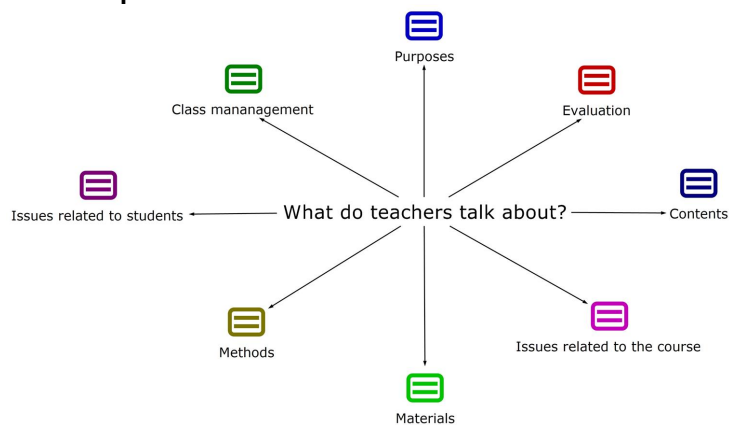 Purposes
Class mananagement
Evaluation
Issues related to students
What do teachers talk about?
Contents
Methods
Issues related to the course
Materials